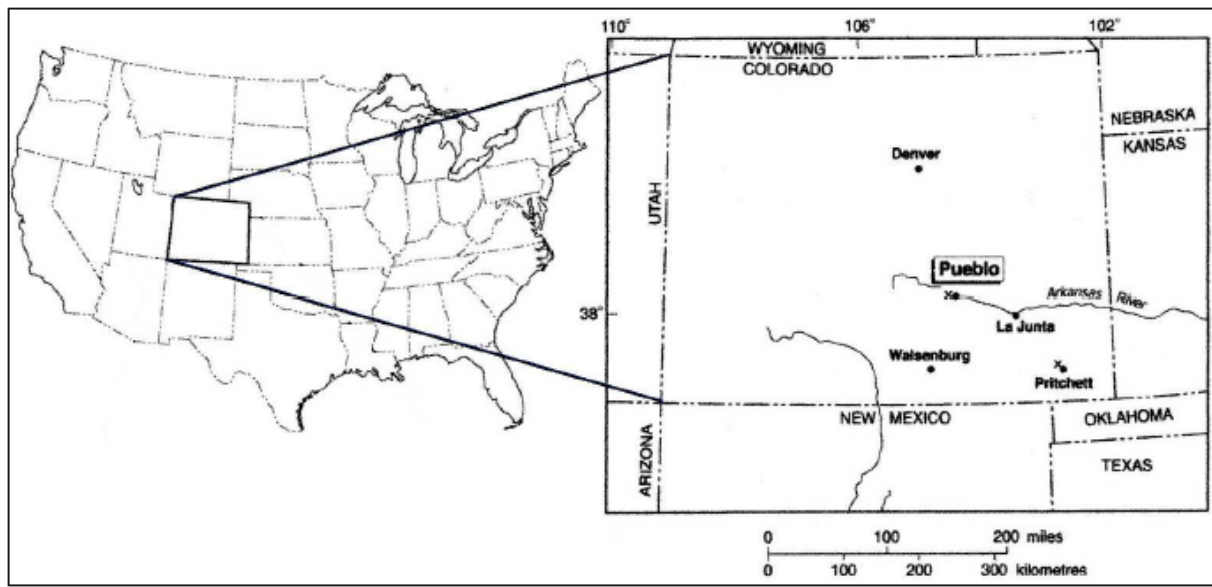 110°
106°
102°
WYOMING
COLORADO
NEBRASKA
KANSAS
Denver
UTAH
Pueblo
Arkansas River
38°
La Junta
Walsenburg
Pritchett
NEW MEXICO
OKLAHOMA
ARIZONA
TEXAS
0 100 200 miles
0 100 200 300 kilometres